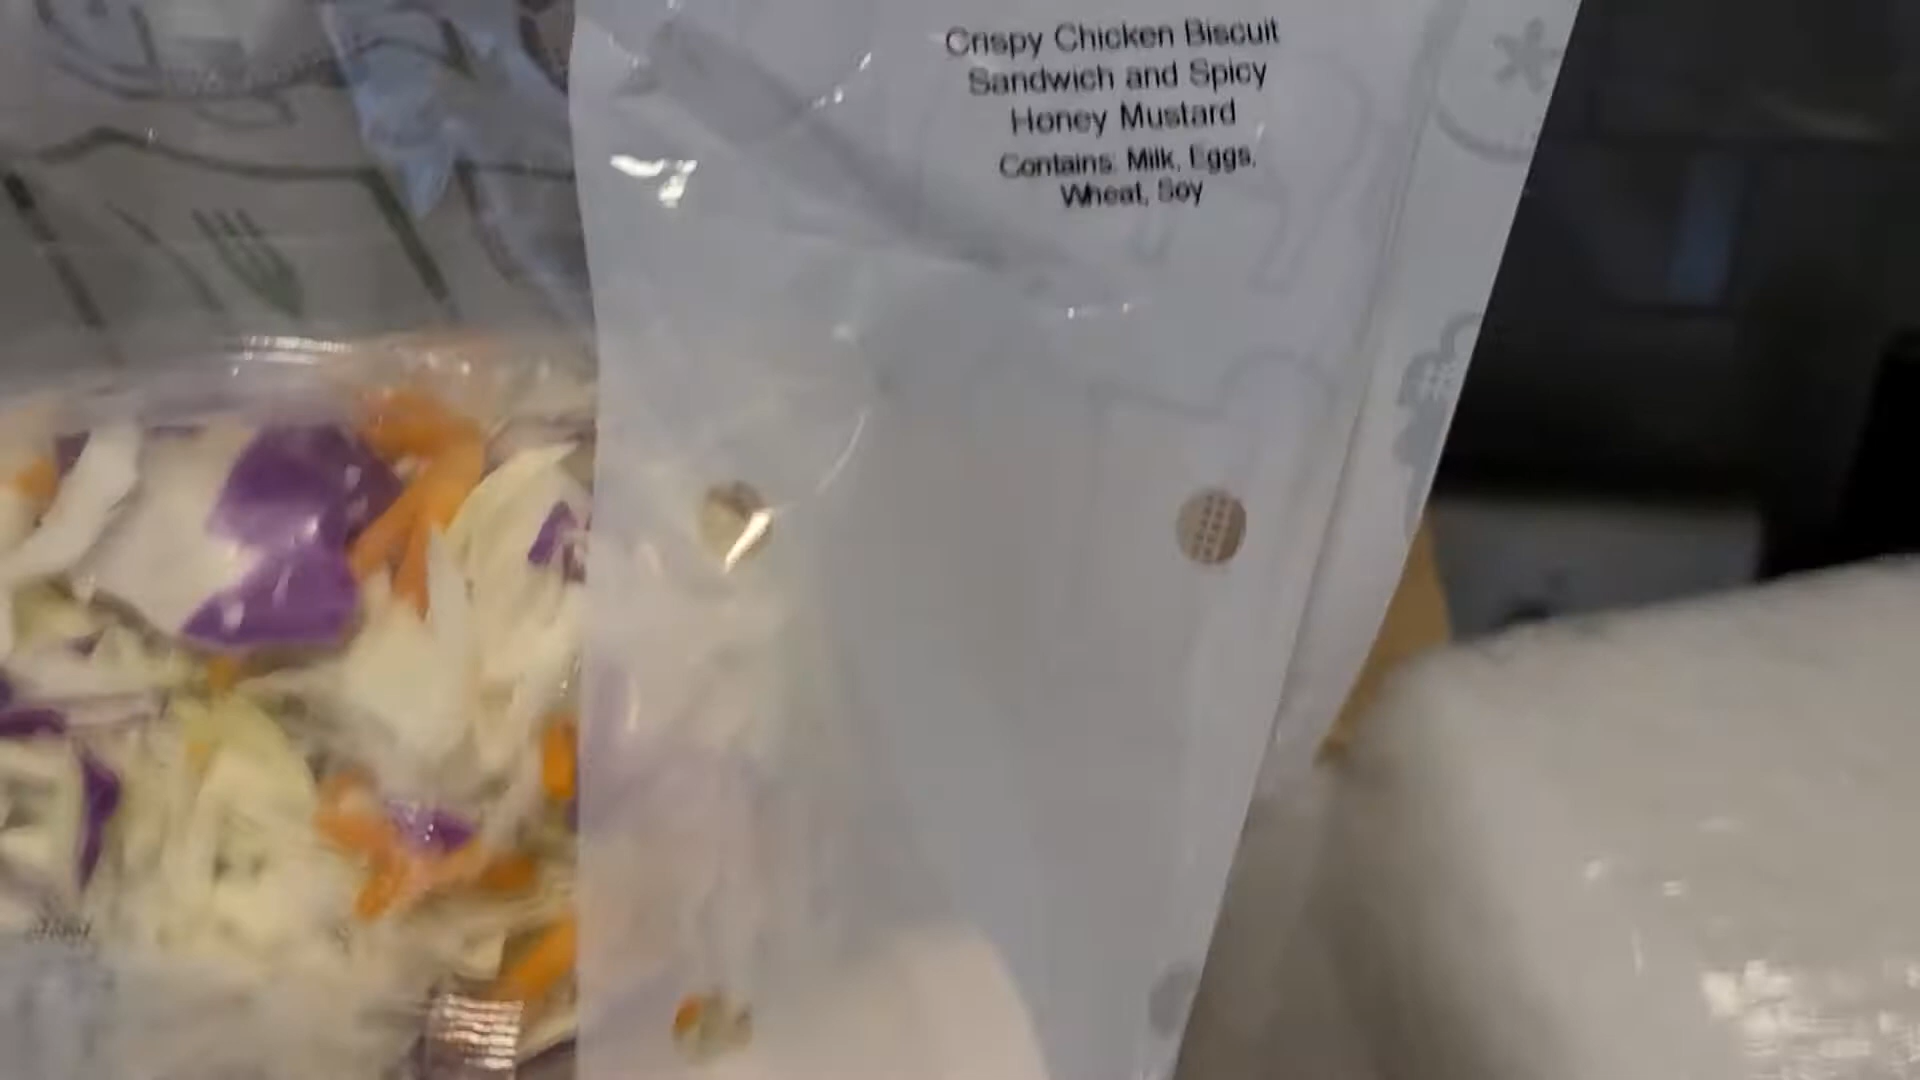 Crispy Chicken Biscuit
Sandwich and Spicy
Honey Mustard
Contains: Milk, Eggs,
Wheat, Soy